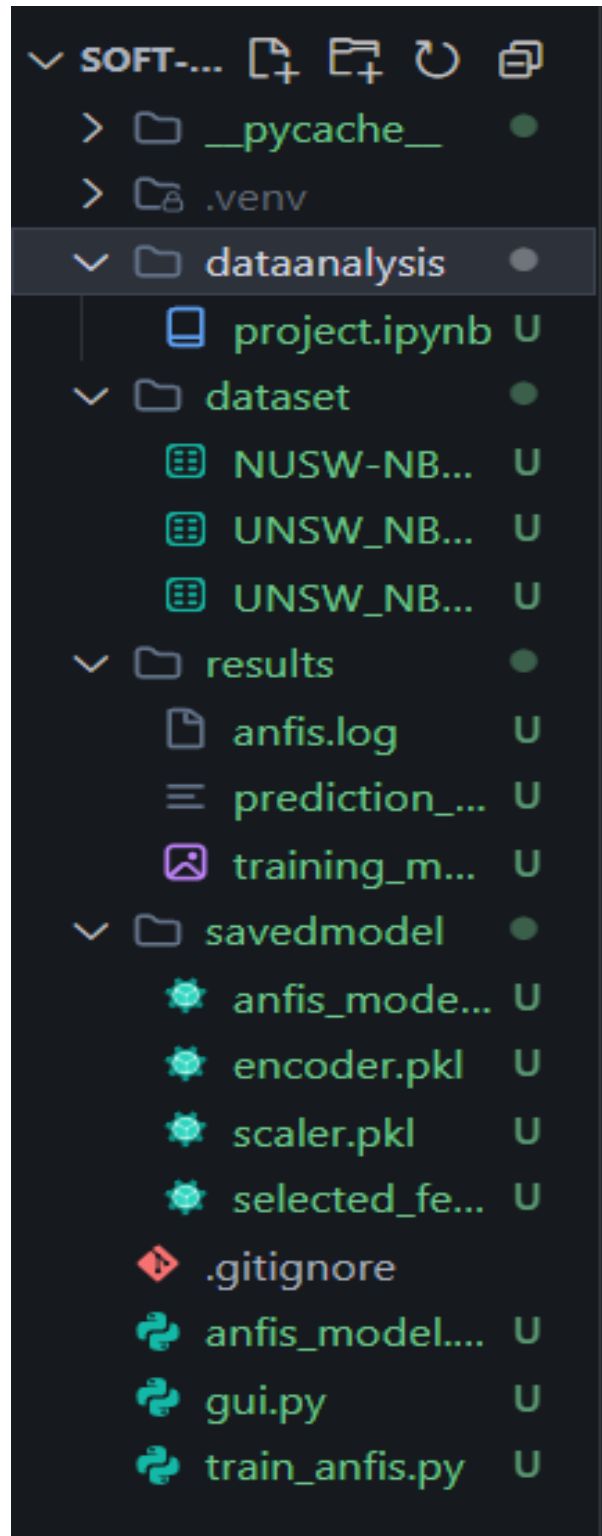 SOFT-...
__pycache__
.venv
dataanalysis
project.ipynb U
dataset
NUSW-NB... U
UNSW_NB... U
UNSW_NB... U
results
anfis.log U
prediction_... U
training_m... U
savedmodel
anfis_mode... U
encoder.pkl U
scaler.pkl U
selected_fe... U
.gitignore
anfis_model.... U
gui.py U
train_anfis.py U